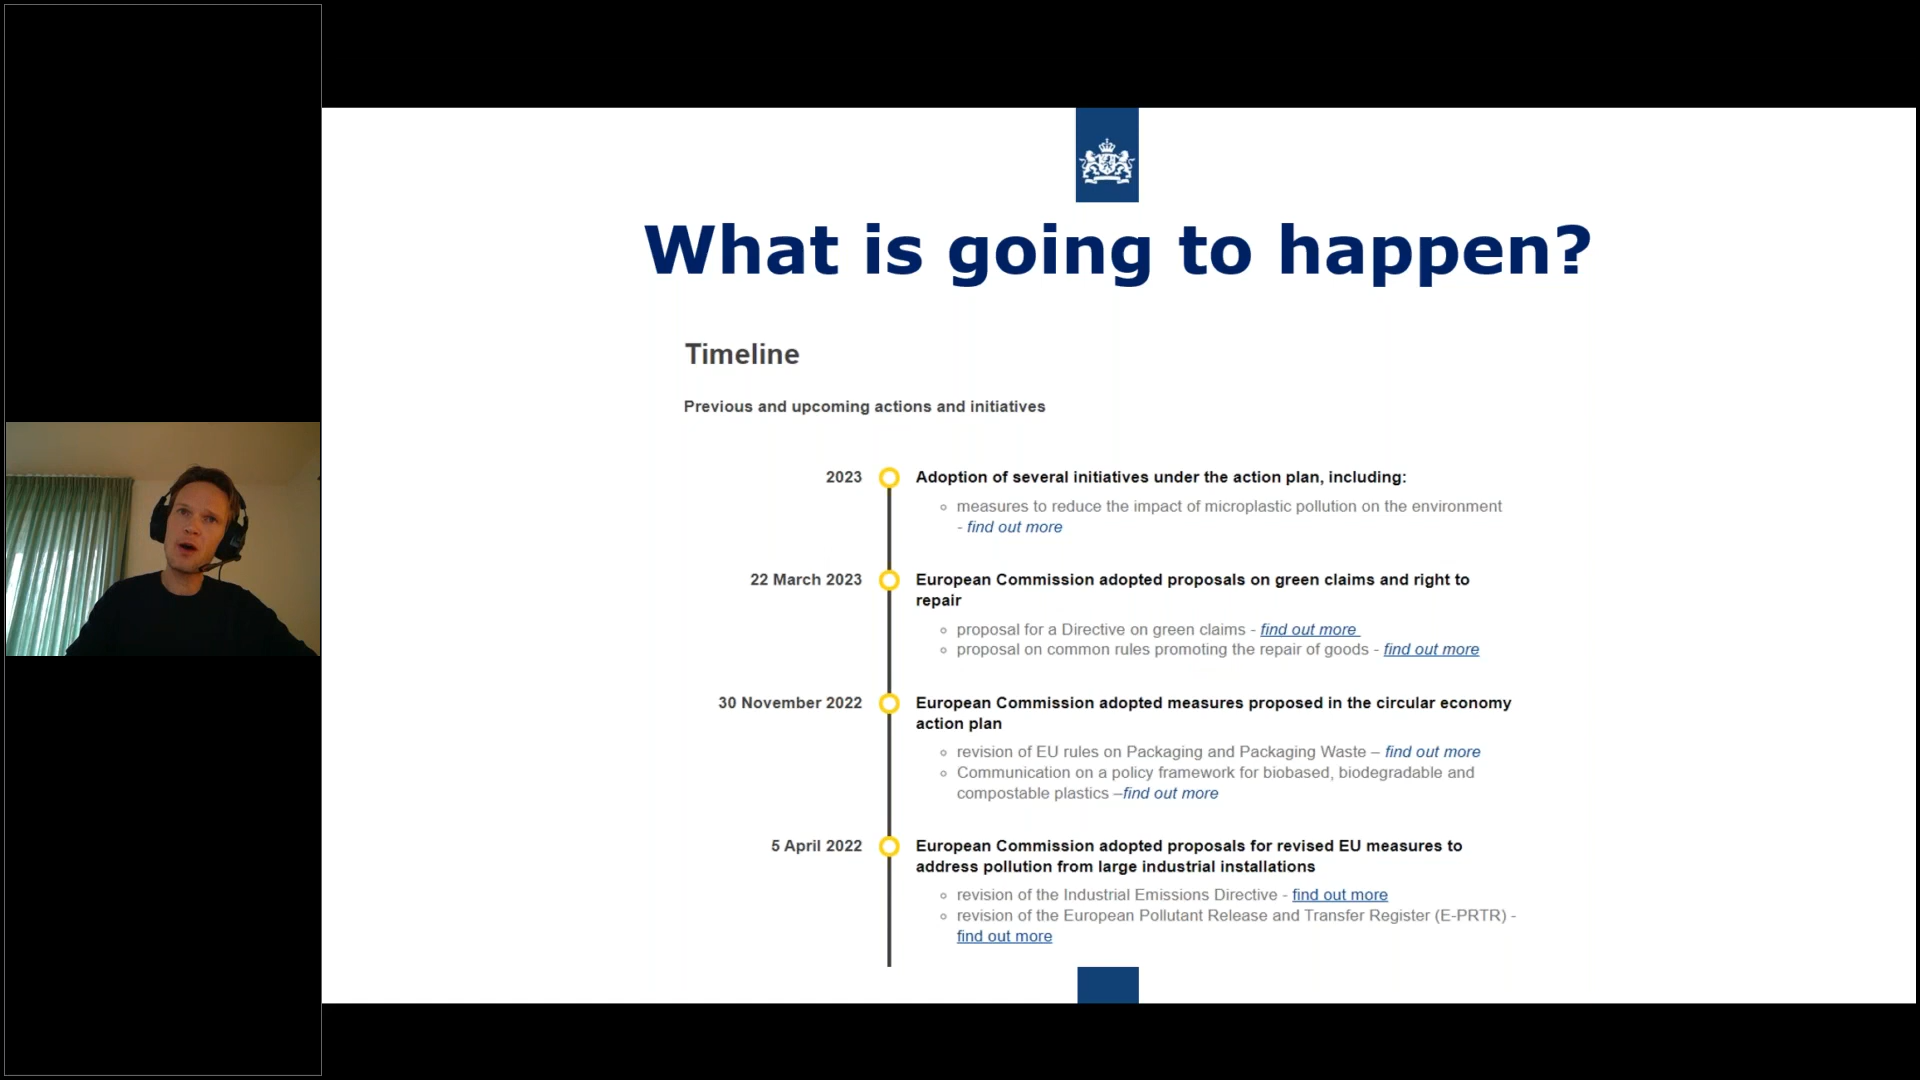 What is going to happen?
Timeline
Previous and upcoming actions and initiatives
2023
Adoption of several initiatives under the action plan, including:
measures to reduce the impact of microplastic pollution on the environment
- find out more
22 March 2023
European Commission adopted proposals on green claims and right to
repair
proposal for a Directive on green claims - find out more
proposal on common rules promoting the repair of goods - find out more
30 November 2022
European Commission adopted measures proposed in the circular economy
action plan
revision of EU rules on Packaging and Packaging Waste – find out more
Communication on a policy framework for biobased, biodegradable and
compostable plastics –find out more
5 April 2022
European Commission adopted proposals for revised EU measures to
address pollution from large industrial installations
revision of the Industrial Emissions Directive - find out more
revision of the European Pollutant Release and Transfer Register (E-PRTR) -
find out more